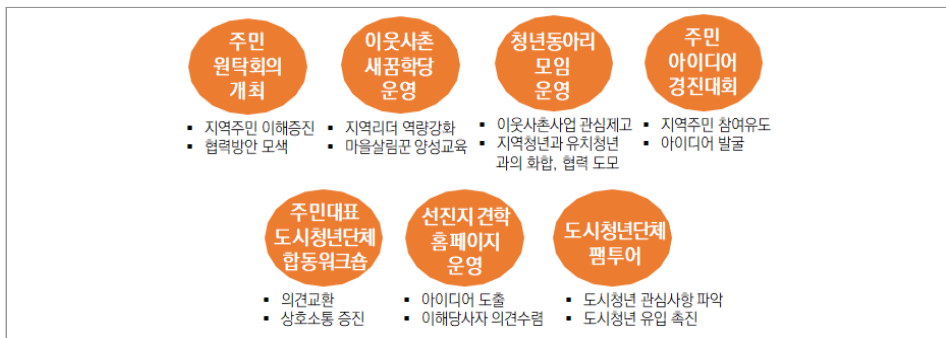 주민
원탁회의
개최
▪ 지역주민 이해증진
▪ 협력방안 모색
이웃사촌
새꿈학당
운영
▪ 지역리더 역량강화
▪ 마을살림꾼 양성교육
청년동아리
모임
운영
▪ 이웃사촌사업 관심제고
▪ 지역청년과 유치청년
과의 화합, 협력 도모
주민
아이디어
경진대회
▪ 지역주민 참여유도
▪ 아이디어 발굴
주민대표
도시청년단체
합동워크숍
▪ 의견교환
▪ 상호소통 증진
선진지 견학
홈페이지
운영
▪ 아이디어 도출
▪ 이해당사자 의견수렴
도시청년단체
팸투어
▪ 도시청년 관심사항 파악
▪ 도시청년 유입 촉진